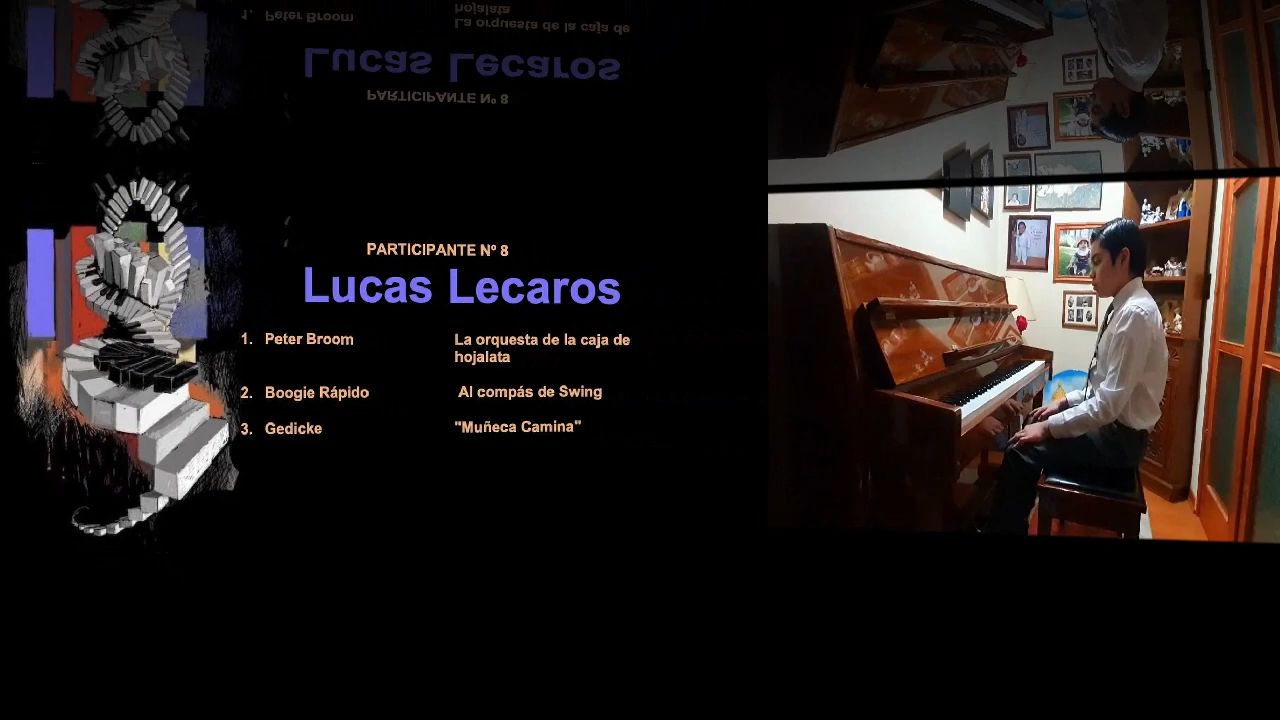 PARTICIPANTE Nº 8
Lucas Lecaros
1. Peter Broom La orquesta de la caja de
hojalata
2. Boogie Rápido Al compás de Swing
3. Gedicke "Muñeca Camina"